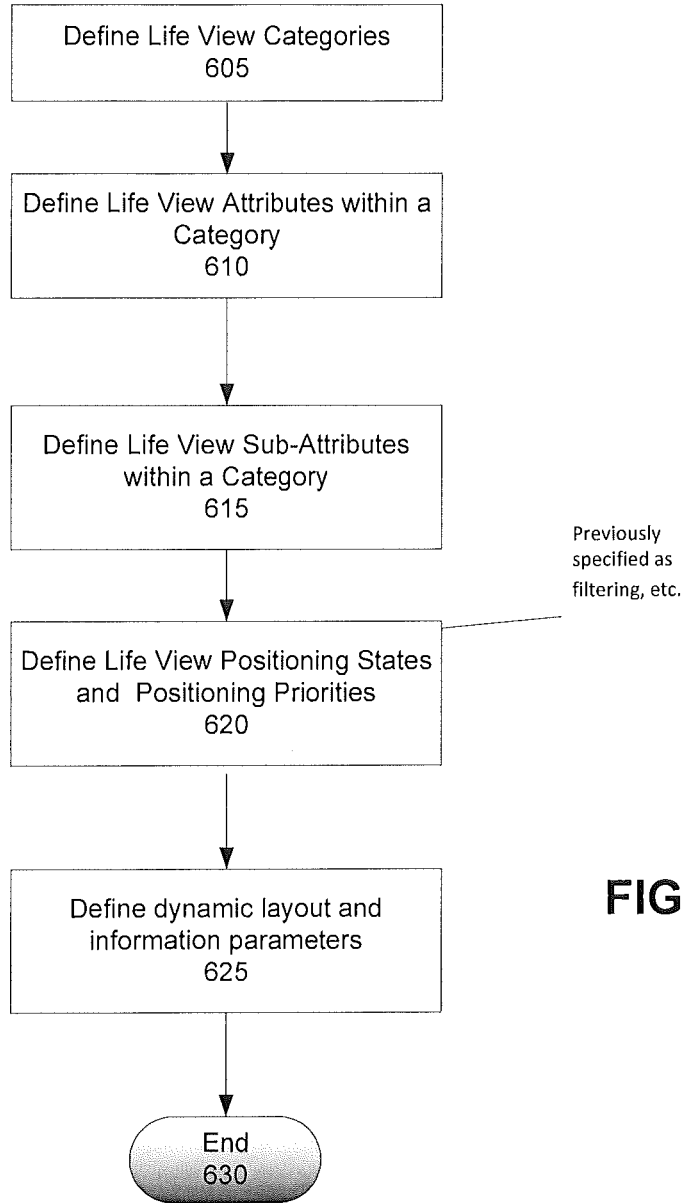 Define Life View Categories
605
Define Life View Attributes within a
Category
610
Define Life View Sub-Attributes
within a Category
615
Previously
specified as
filtering, etc.
Define Life View Positioning States
and Positioning Priorities
620
Define dynamic layout and
information parameters
625
FIG
End
630